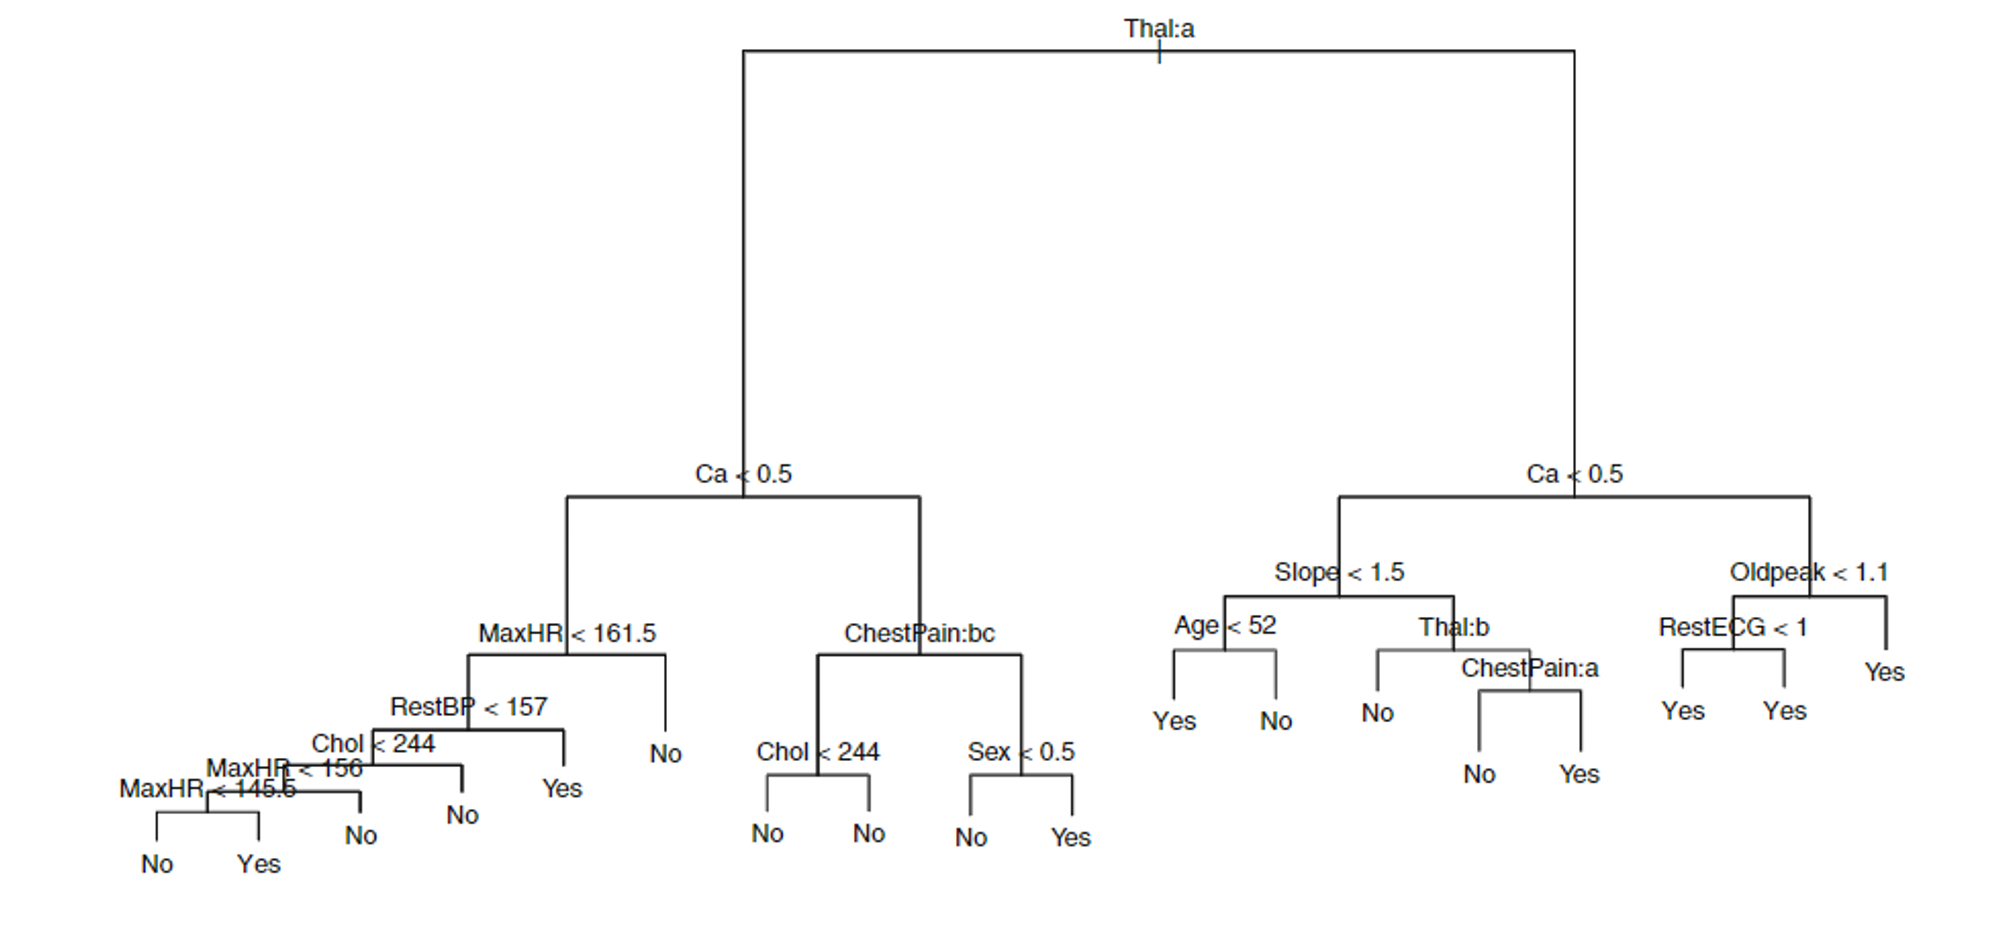 Thal:a
Ca < 0.5
Ca < 0.5
Slope < 1.5
Oldpeak < 1.1
MaxHR < 161.5
ChestPain:bc
Age < 52
Thal:b
RestECG < 1
ChestPain:a
Yes
RestBP < 157
Yes
No
No
Yes
Yes
Chol < 244
No
Chol < 244
Sex < 0.5
No
Yes
MaxHR < 156
MaxHR < 145.5
Yes
No
No
No
No
No
Yes
No
Yes